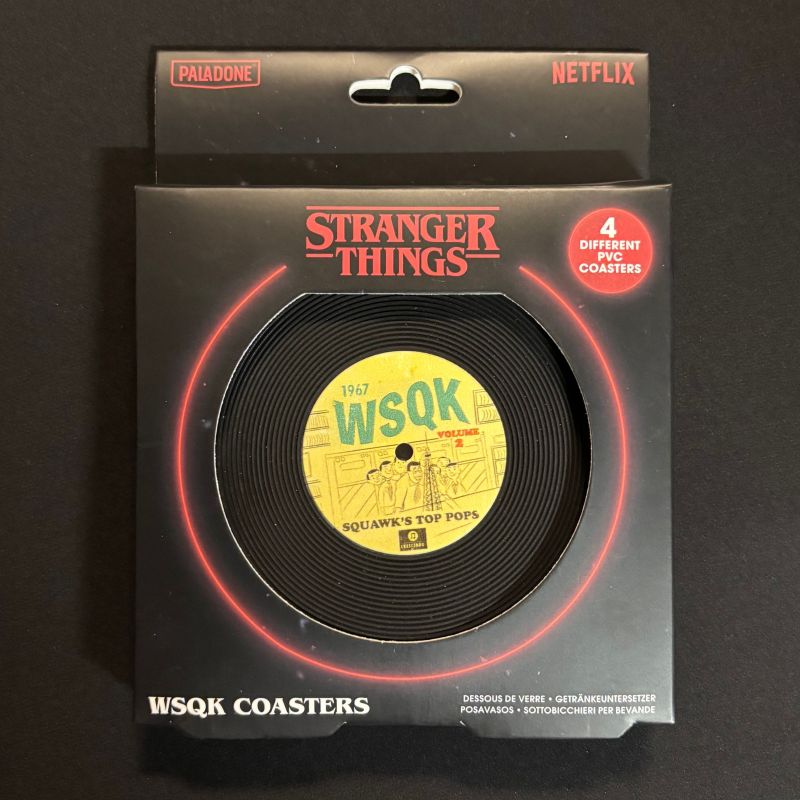 PALADONE
NETFLIX
STRANGER
THINGS
4
DIFFERENT
PVC
COASTERS
1967
WSQK
VOLUME
2
SQUAWK'S TOP POPS
WSQK COASTERS
DESSOUS DE VERRE • GETRÄNKEUNTERSETZER
POSAVASOS • SOTTOBICCHIERI PER BEVANDE